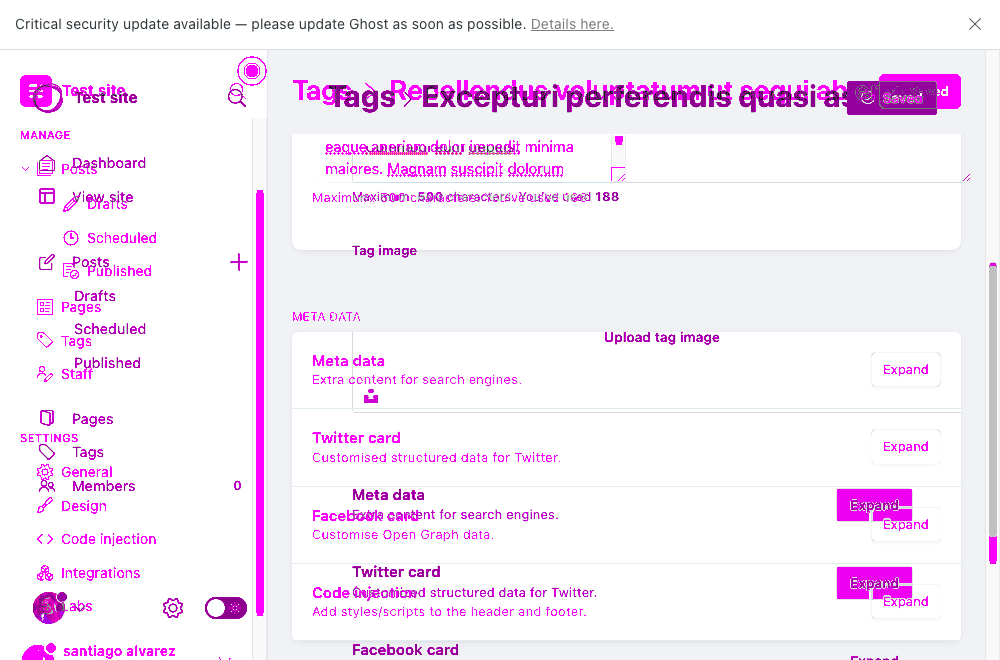 Critical security update available — please update Ghost as soon as possible. Details here.
Test site
Test site
Tags
Repellendus voluptatumut sequi
Tags
Excepturi perferendis quasi
Saved
MANAGE
Dashboard
Posts
View site
Drafts
Scheduled
Posts
Published
Drafts
Pages
Scheduled
Tags
Published
Staff
Pages
SETTINGS
Tags
General
Members
0
Design
Code injection
Integrations
Labs
santiago alvarez
eaque aperiam dolor impedit minima
maiores. Magnam suscipit dolorum
Maximum: 500 characters. You've used 188
Tag image
META DATA
Upload tag image
Meta data
Extra content for search engines.
Expand
Twitter card
Customised structured data for Twitter.
Expand
Meta data
Extra content for search engines.
Expand
Facebook card
Customise Open Graph data.
Expand
Twitter card
Customised structured data for Twitter.
Expand
Code injection
Add styles/scripts to the header and footer.
Expand
Facebook card
Expand